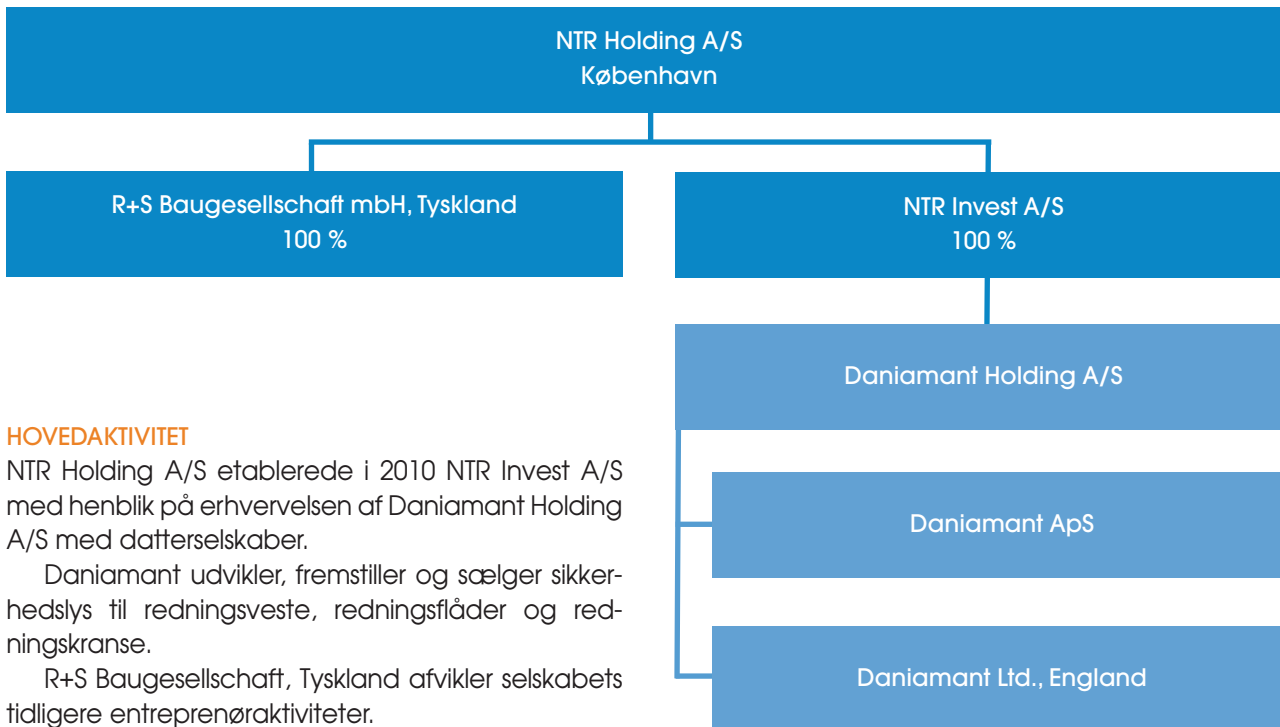 NTR Holding A/S
København
R+S Baugesellschaft mbH, Tyskland
100 %
NTR Invest A/S
100 %
Daniamant Holding A/S
Daniamant ApS
Daniamant Ltd., England
HOVEDAKTIVITET
NTR Holding A/S etablerede i 2010 NTR Invest A/S
med henblik på erhvervelsen af Daniamant Holding
A/S med datterselskaber.
Daniamant udvikler, fremstiller og sælger sikker-
hedslys til redningsveste, redningsflåder og red-
ningskranse.
R+S Baugesellschaft, Tyskland afvikler selskabets
tidligere entreprenøraktiviteter.